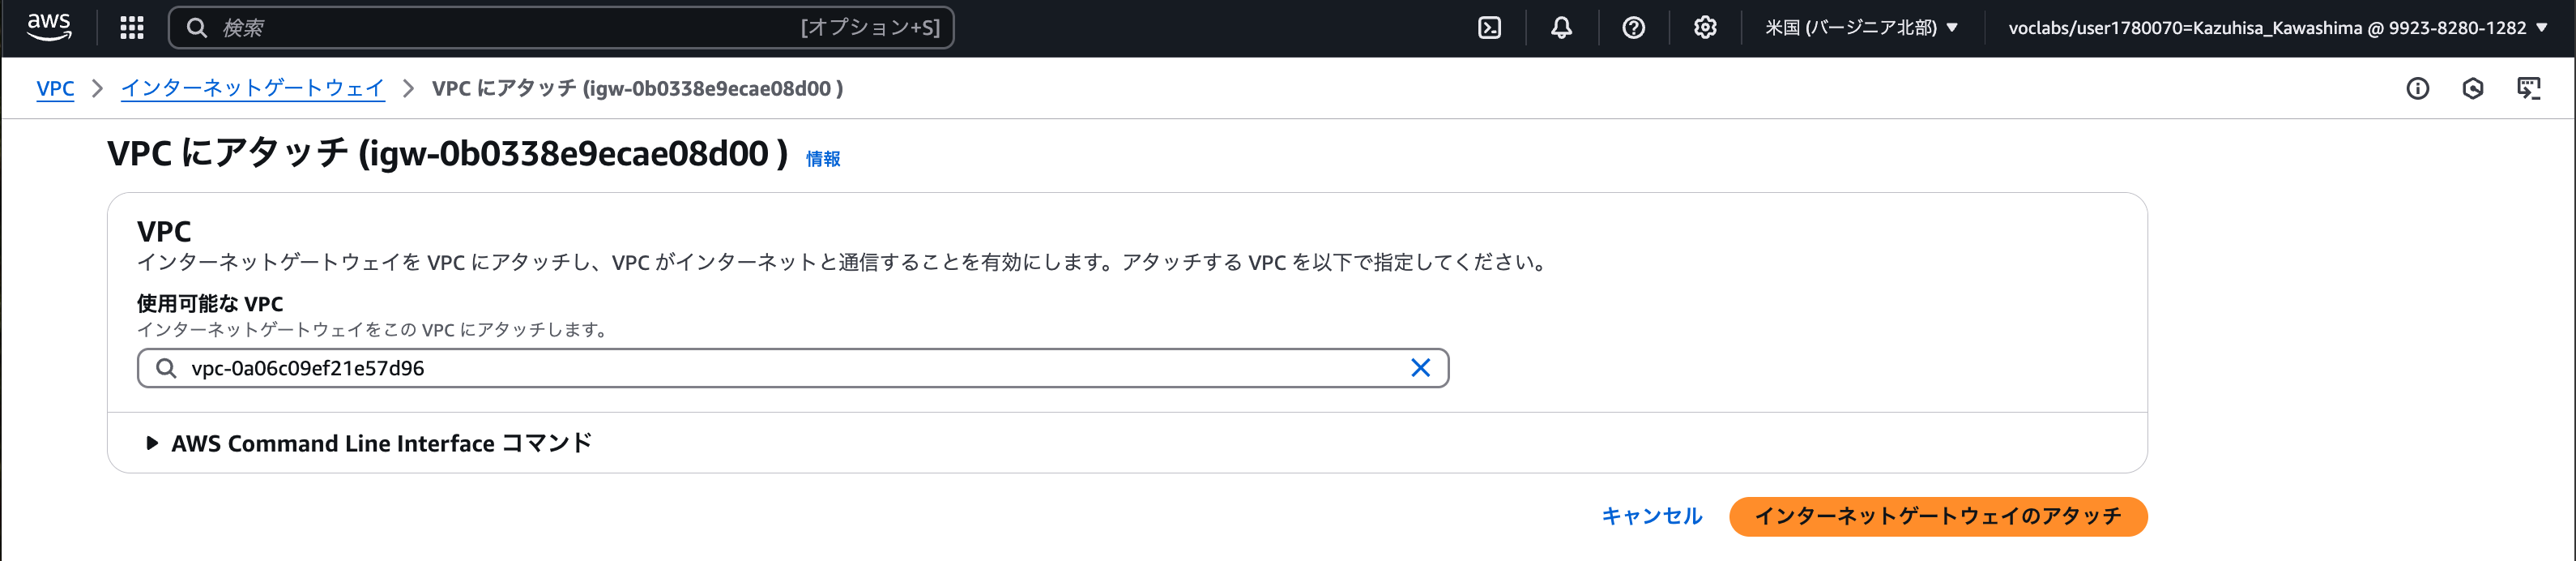 aws
検索
[オプション+S]
米国 (バージニア北部) ▼
voclabs/user1780070=Kazuhisa_Kawashima @ 9923-8280-1282 ▼
VPC > インターネットゲートウェイ > VPC にアタッチ (igw-0b0338e9ecae08d00 )
VPC にアタッチ (igw-0b0338e9ecae08d00 ) 情報
VPC
インターネットゲートウェイを VPC にアタッチし、VPC がインターネットと通信することを有効にします。アタッチする VPC を以下で指定してください。
使用可能な VPC
インターネットゲートウェイをこの VPC にアタッチします。
vpc-0a06c09ef21e57d96
AWS Command Line Interface コマンド
キャンセル
インターネットゲートウェイのアタッチ